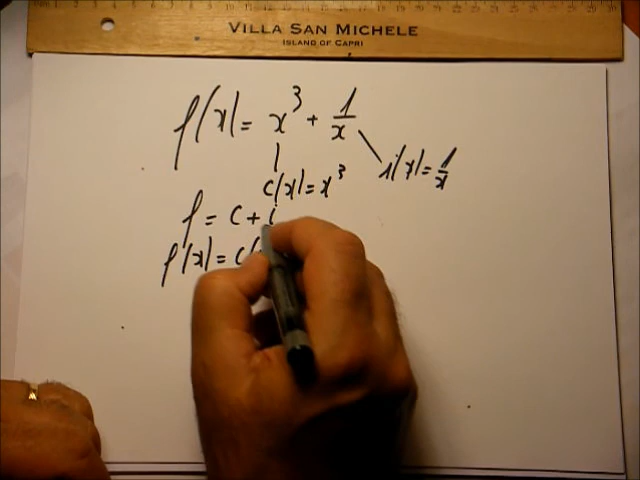 VILLA SAN MICHELE
ISLAND OF CAPRI
f(x) = x³ + 1/x
i(x) = 1/x
c(x) = x³
f = c + i
f(x) = c(